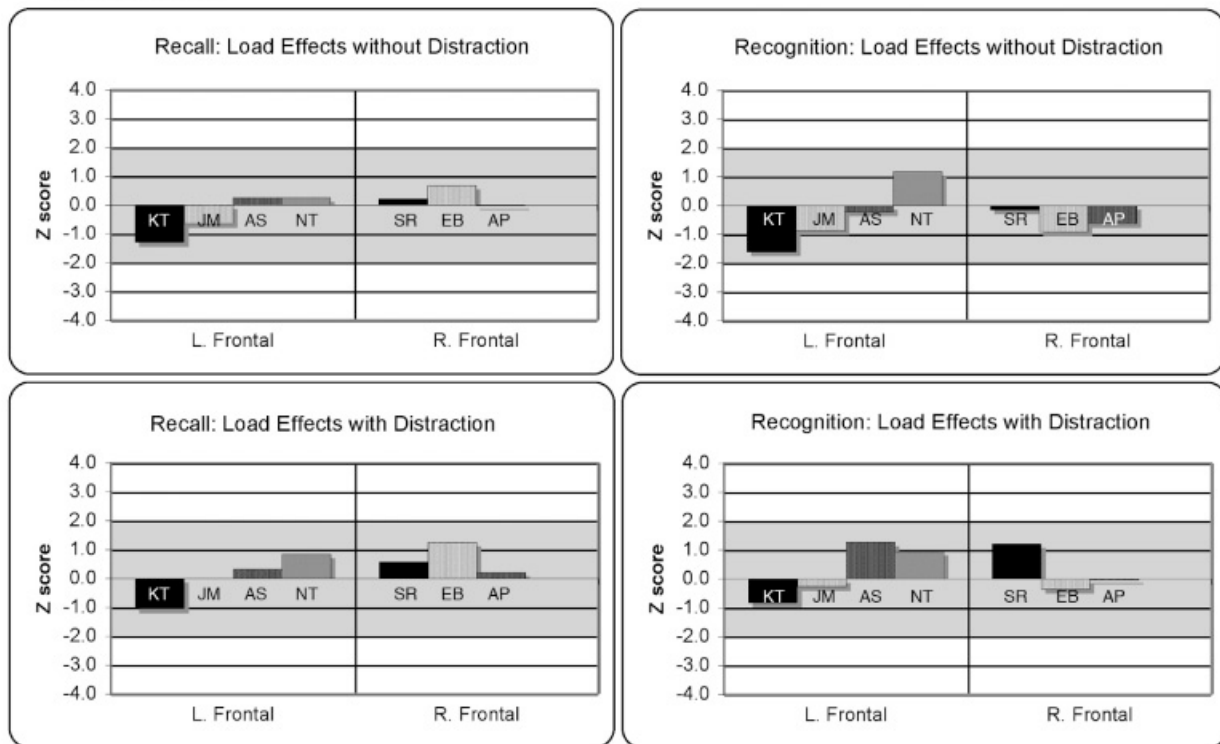 Recall: Load Effects without Distraction
4.0
3.0
2.0
1.0
0.0
-1.0
-2.0
-3.0
-4.0
Z score
KT JM AS NT SR EB AP
L. Frontal R. Frontal
Recognition: Load Effects without Distraction
4.0
3.0
2.0
1.0
0.0
-1.0
-2.0
-3.0
-4.0
Z score
KT JM AS NT SR EB AP
L. Frontal R. Frontal
Recall: Load Effects with Distraction
4.0
3.0
2.0
1.0
0.0
-1.0
-2.0
-3.0
-4.0
Z score
KT JM AS NT SR EB AP
L. Frontal R. Frontal
Recognition: Load Effects with Distraction
4.0
3.0
2.0
1.0
0.0
-1.0
-2.0
-3.0
-4.0
Z score
KT JM AS NT SR EB AP
L. Frontal R. Frontal